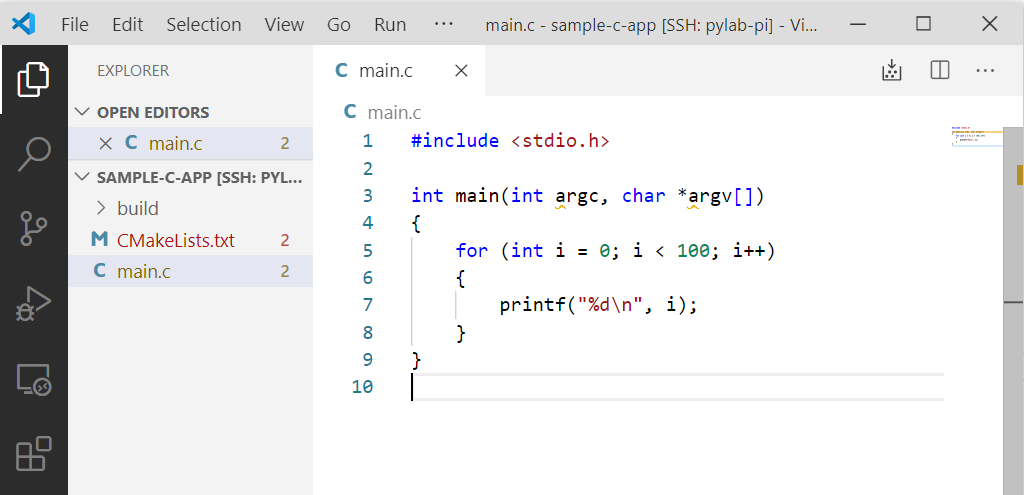 File Edit Selection View Go Run ··· main.c - sample-c-app [SSH: pylab-pi] - Vi...
EXPLORER
OPEN EDITORS
C main.c 2
SAMPLE-C-APP [SSH: PYL...
build
M CMakeLists.txt 2
C main.c 2
C main.c
C main.c
1 #include <stdio.h>
2
3 int main(int argc, char *argv[])
4 {
5     for (int i = 0; i < 100; i++)
6     {
7         printf("%d\n", i);
8     }
9 }
10